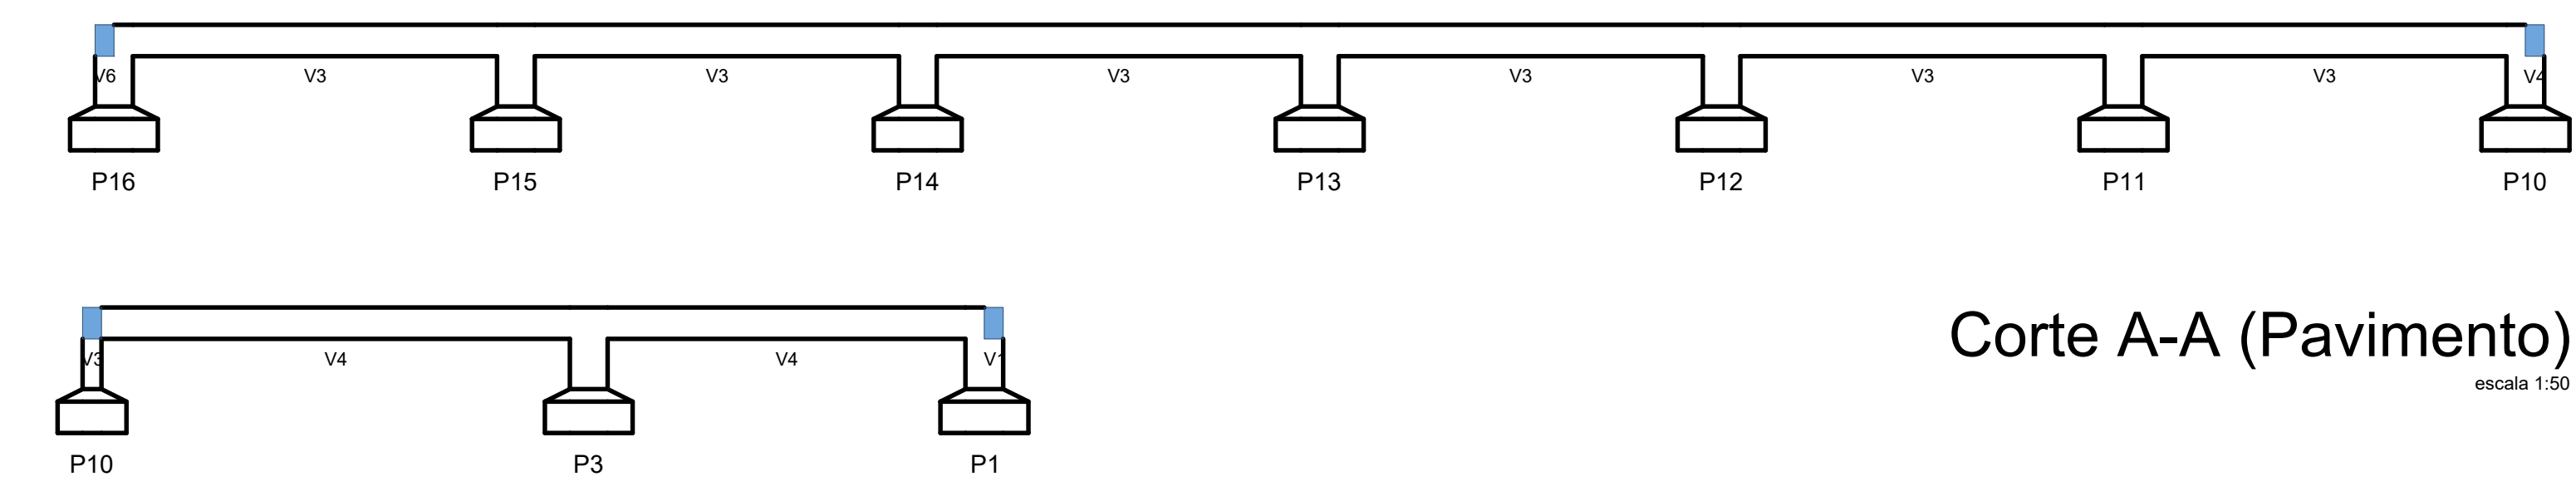 V6 V3 V3 V3 V3 V3 V3 V4
P16 P15 P14 P13 P12 P11 P10
Corte A-A (Pavimento)
V3 V4 V4 V1
escala 1:50
P10 P3 P1